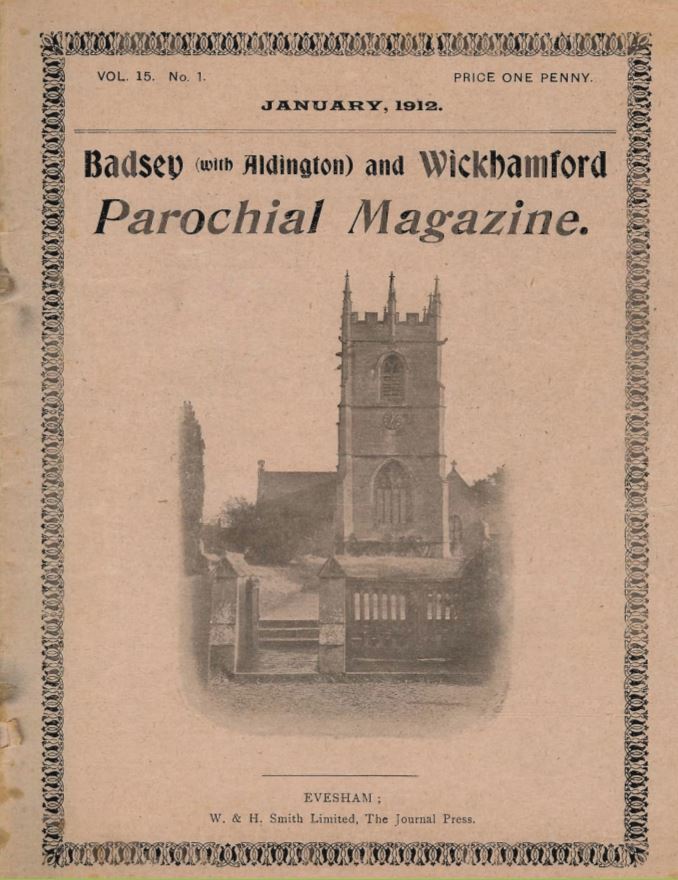 VOL. 15. No. 1. PRICE ONE PENNY.
JANUARY, 1912.
Badsey (with Aldington) and Wickhamford
Parochial Magazine.
EVESHAM ;
W. & H. Smith Limited, The Journal Press.